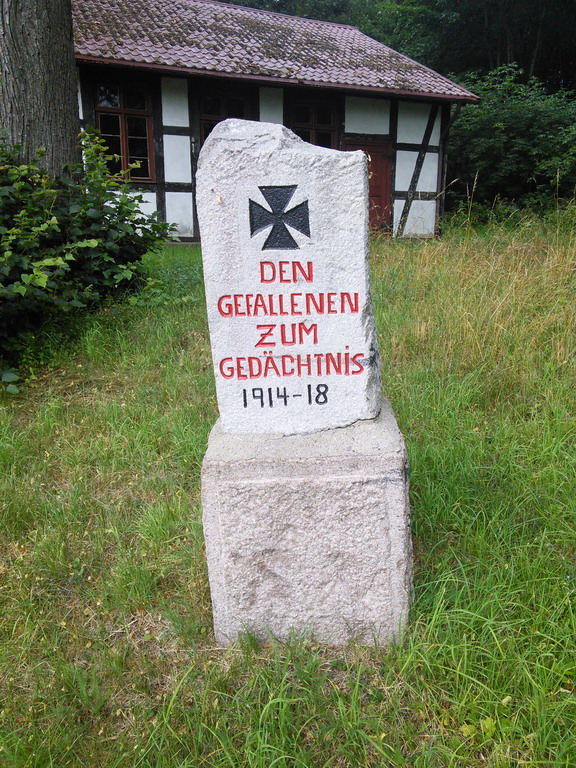 DEN
GEFALLENEN
ZUM
GEDÄCHTNIS
1914-18